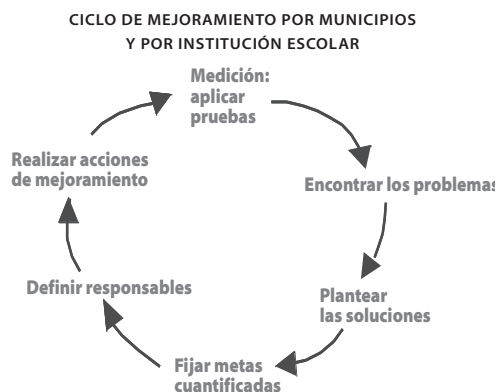 CICLO DE MEJORAMIENTO POR MUNICIPIOS
Y POR INSTITUCIÓN ESCOLAR
Medición:
aplicar
pruebas
Encontrar los problemas
Plantear
las soluciones
Fijar metas
cuantificadas
Definir responsables
Realizar acciones
de mejoramiento